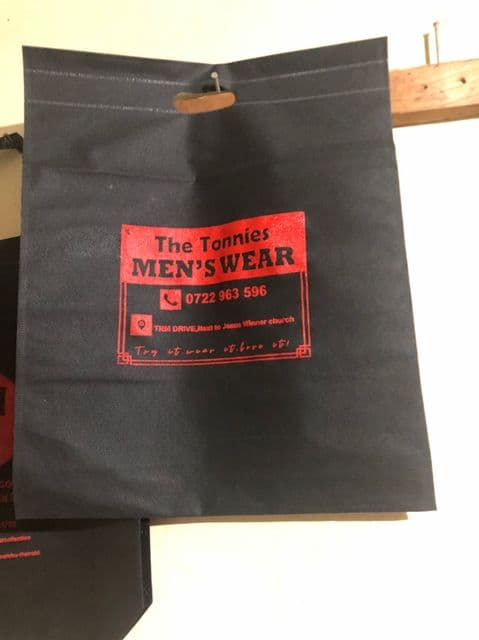 The Tonnies
MEN'S WEAR
0722 963 596
TRM DRIVE,Next to Jesus Winner church
Try it.wear it.love it!